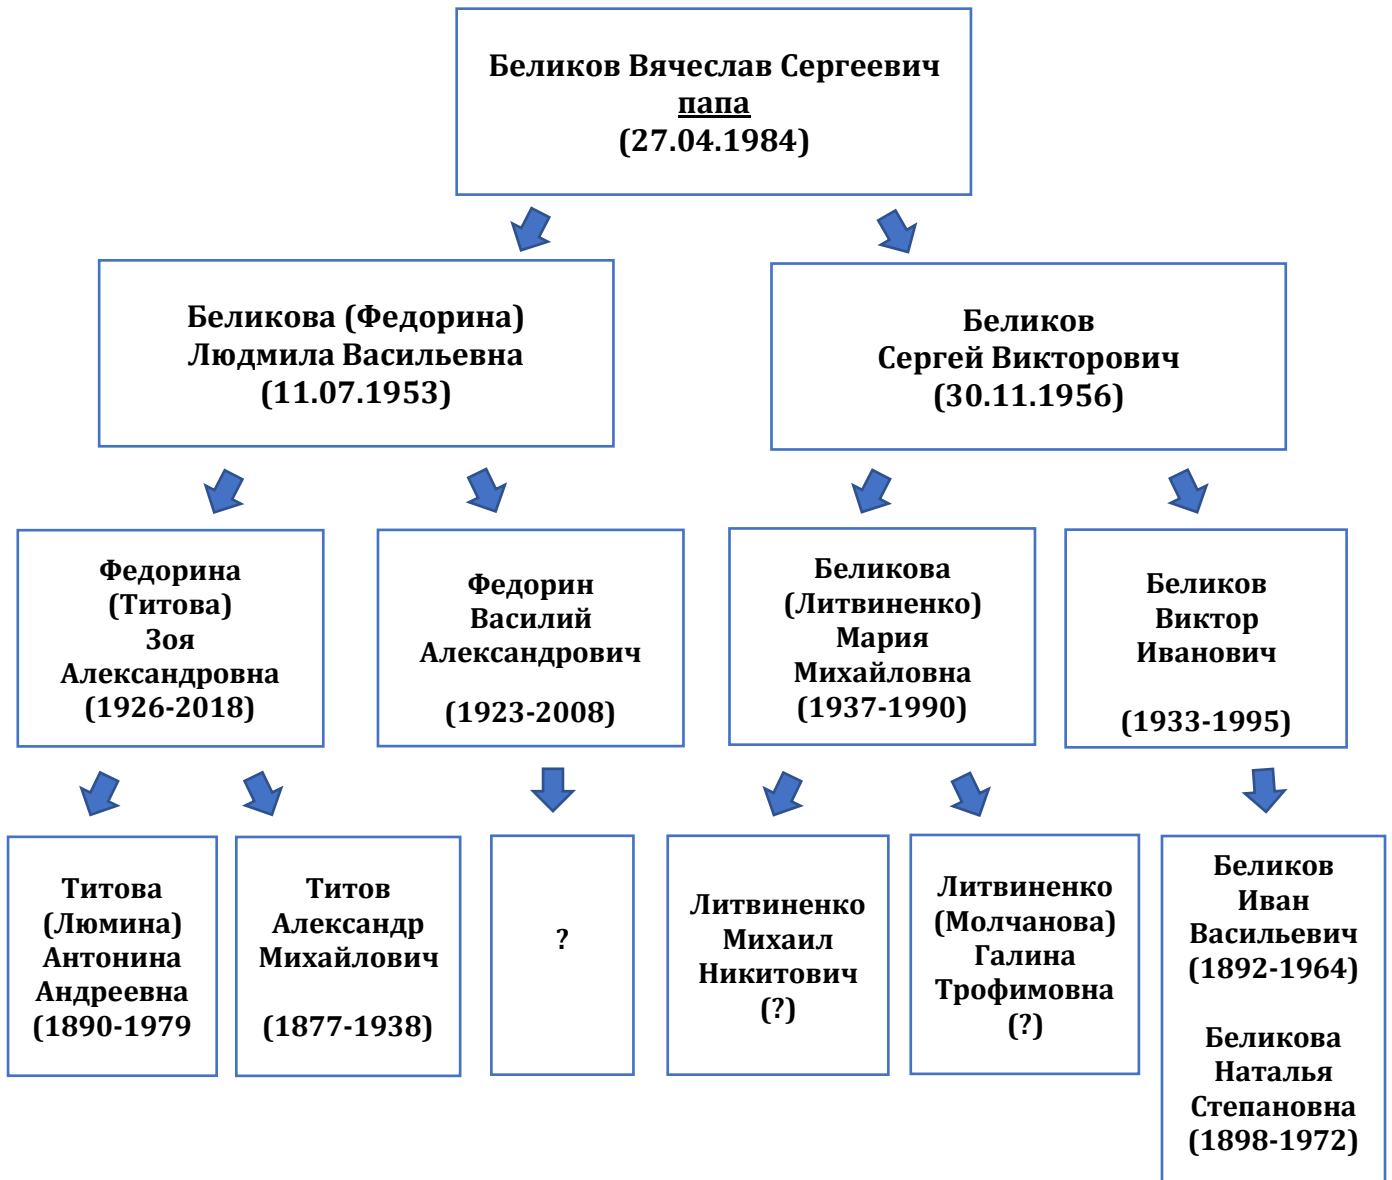 Беликов Вячеслав Сергеевич
папа
(27.04.1984)
Беликова (Федорина)
Людмила Васильевна
(11.07.1953)
Беликов
Сергей Викторович
(30.11.1956)
Федорина
(Титова)
Зоя
Александровна
(1926-2018)
Федорин
Василий
Александрович
(1923-2008)
Беликова
(Литвиненко)
Мария
Михайловна
(1937-1990)
Беликов
Виктор
Иванович
(1933-1995)
Титова
(Люмина)
Антонина
Андреевна
(1890-1979
Титов
Александр
Михайлович
(1877-1938)
?
Литвиненко
Михаил
Никитович
(?)
Литвиненко
(Молчанова)
Галина
Трофимовна
(?)
Беликов
Иван
Васильевич
(1892-1964)
Беликова
Наталья
Степановна
(1898-1972)